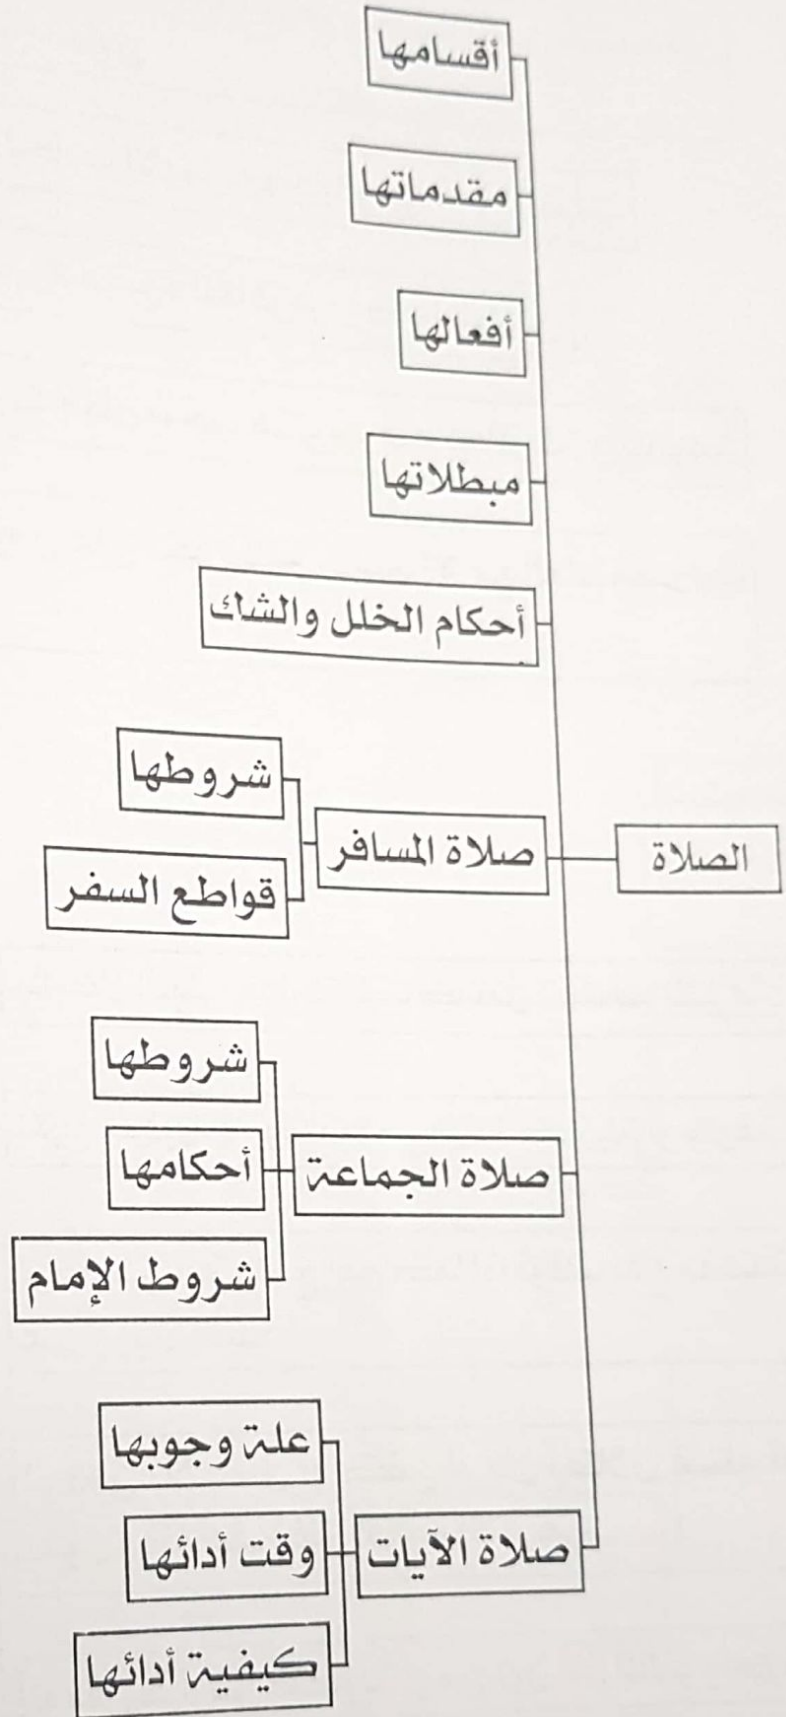 الصلاة
أقسامها
مقدماتها
أفعالها
مبطلاتها
أحكام الخلل والشك
صلاة المسافر
شروطها
قواطع السفر
صلاة الجماعة
شروطها
أحكامها
شروط الإمام
صلاة الآيات
علة وجوبها
وقت أدائها
كيفية أدائها